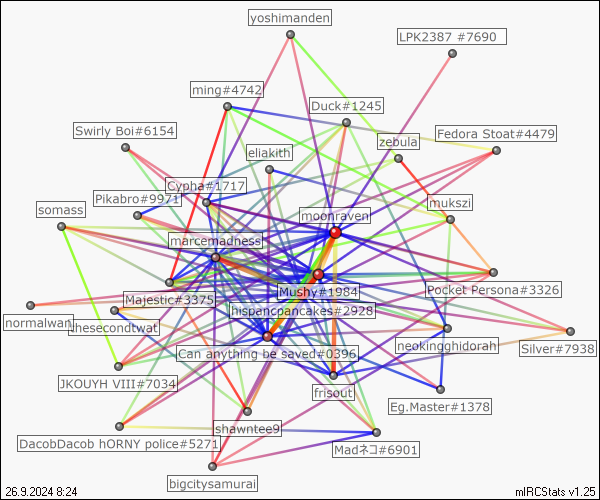 yoshimanden
LPK2387 #7690
ming#4742
Duck#1245
Swirly Boi#6154
zebula
Fedora Stoat#4479
eliakith
Cypha#1717
Pikabro#9971
mukszi
somass
moonraven
marcemadness
Mushy#1984
Majestic#3375
Pocket Persona#3326
hispancpancakes#2928
normalwan
thesecondtwat
Can anything be saved#0396
neokingghidorah
Silver#7938
JKOUYH VIII#7034
frisout
Eg.Master#1378
shawntee9
DacobDacob hORNY police#5271
Madネコ#6901
bigcitysamurai
26.9.2024 8:24
mIRCStats v1.25